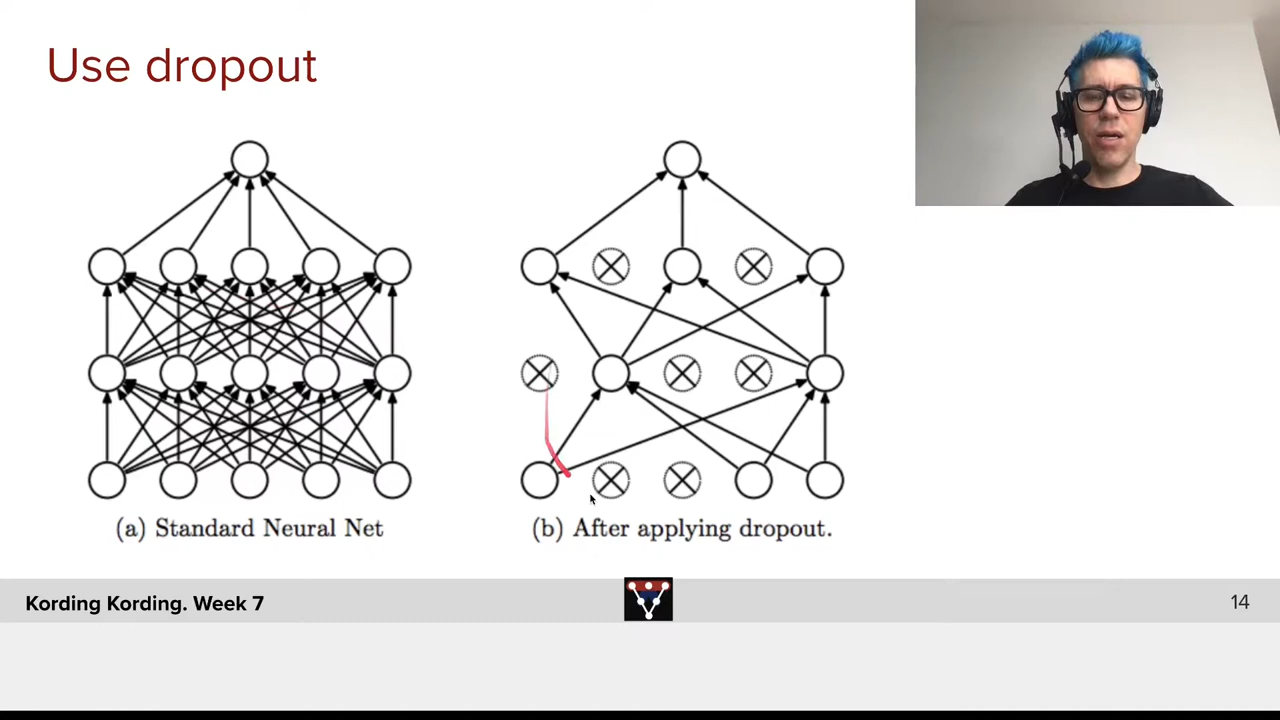 Use dropout
(a) Standard Neural Net
(b) After applying dropout.
Kording Kording. Week 7
14